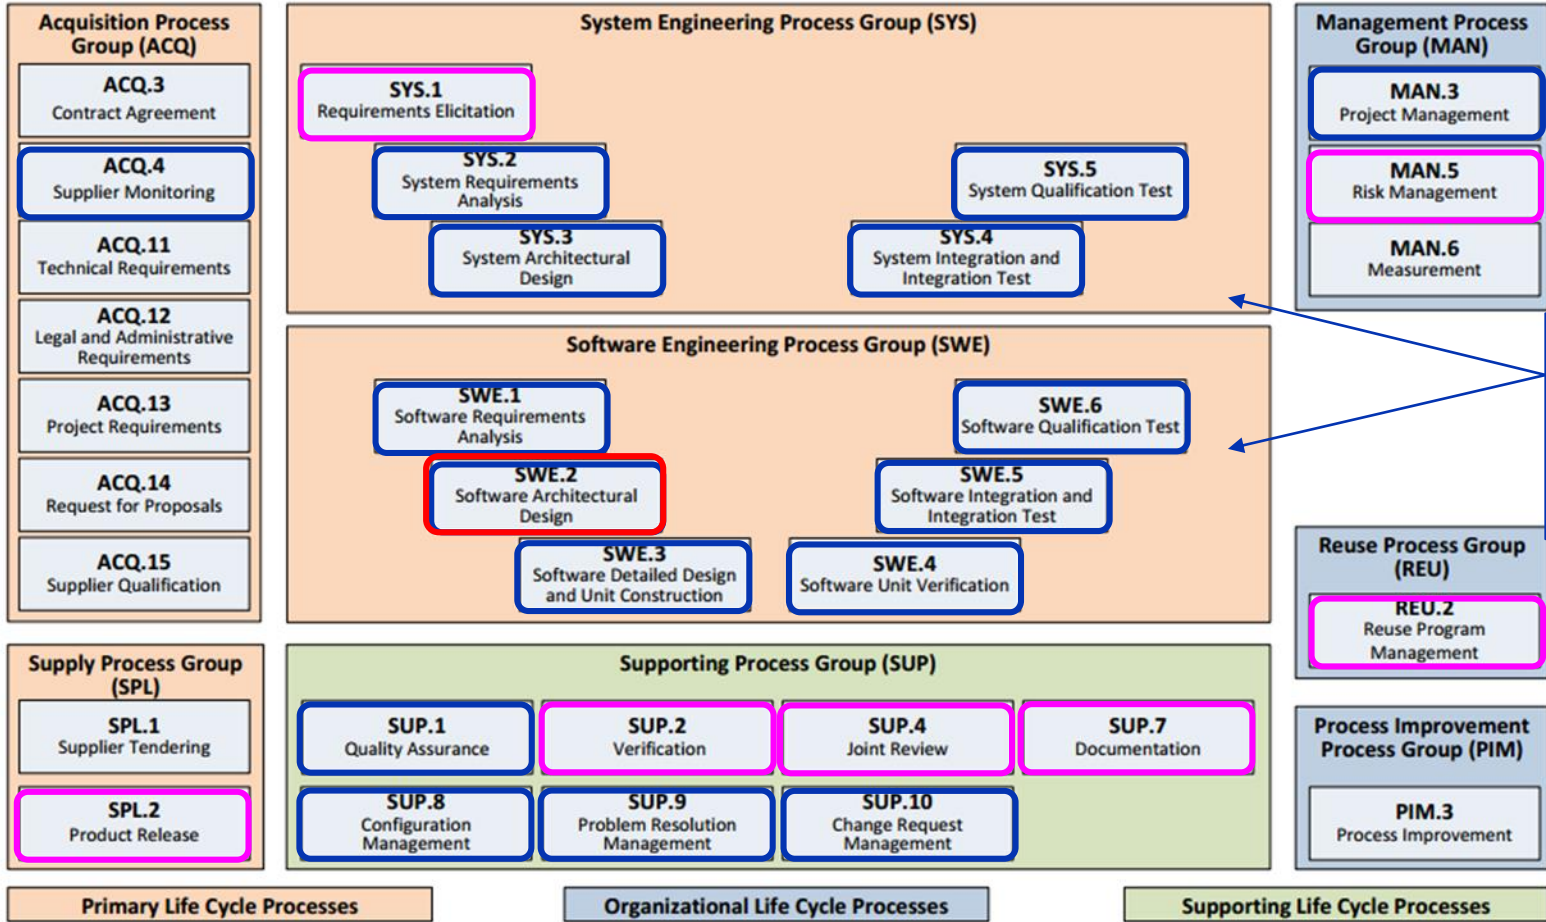 Acquisition Process
Group (ACQ)
ACQ.3
Contract Agreement
ACQ.4
Supplier Monitoring
ACQ.11
Technical Requirements
ACQ.12
Legal and Administrative
Requirements
ACQ.13
Project Requirements
ACQ.14
Request for Proposals
ACQ.15
Supplier Qualification
System Engineering Process Group (SYS)
SYS.1
Requirements Elicitation
SYS.2
System Requirements
Analysis
SYS.3
System Architectural
Design
SYS.5
System Qualification Test
SYS.4
System Integration and
Integration Test
Management Process
Group (MAN)
MAN.3
Project Management
MAN.5
Risk Management
MAN.6
Measurement
Software Engineering Process Group (SWE)
SWE.1
Software Requirements
Analysis
SWE.2
Software Architectural
Design
SWE.3
Software Detailed Design
and Unit Construction
SWE.6
Software Qualification Test
SWE.5
Software Integration and
Integration Test
SWE.4
Software Unit Verification
Reuse Process Group
(REU)
REU.2
Reuse Program
Management
Supply Process Group
(SPL)
SPL.1
Supplier Tendering
SPL.2
Product Release
Supporting Process Group (SUP)
SUP.1
Quality Assurance
SUP.2
Verification
SUP.4
Joint Review
SUP.7
Documentation
SUP.8
Configuration
Management
SUP.9
Problem Resolution
Management
SUP.10
Change Request
Management
Process Improvement
Process Group (PIM)
PIM.3
Process Improvement
Primary Life Cycle Processes
Organizational Life Cycle Processes
Supporting Life Cycle Processes